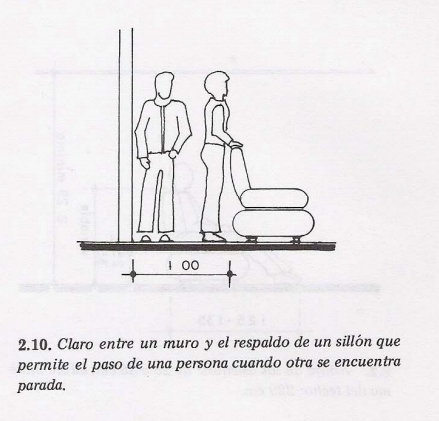 1 00
2.10. Claro entre un muro y el respaldo de un sillón que
permite el paso de una persona cuando otra se encuentra
parada.